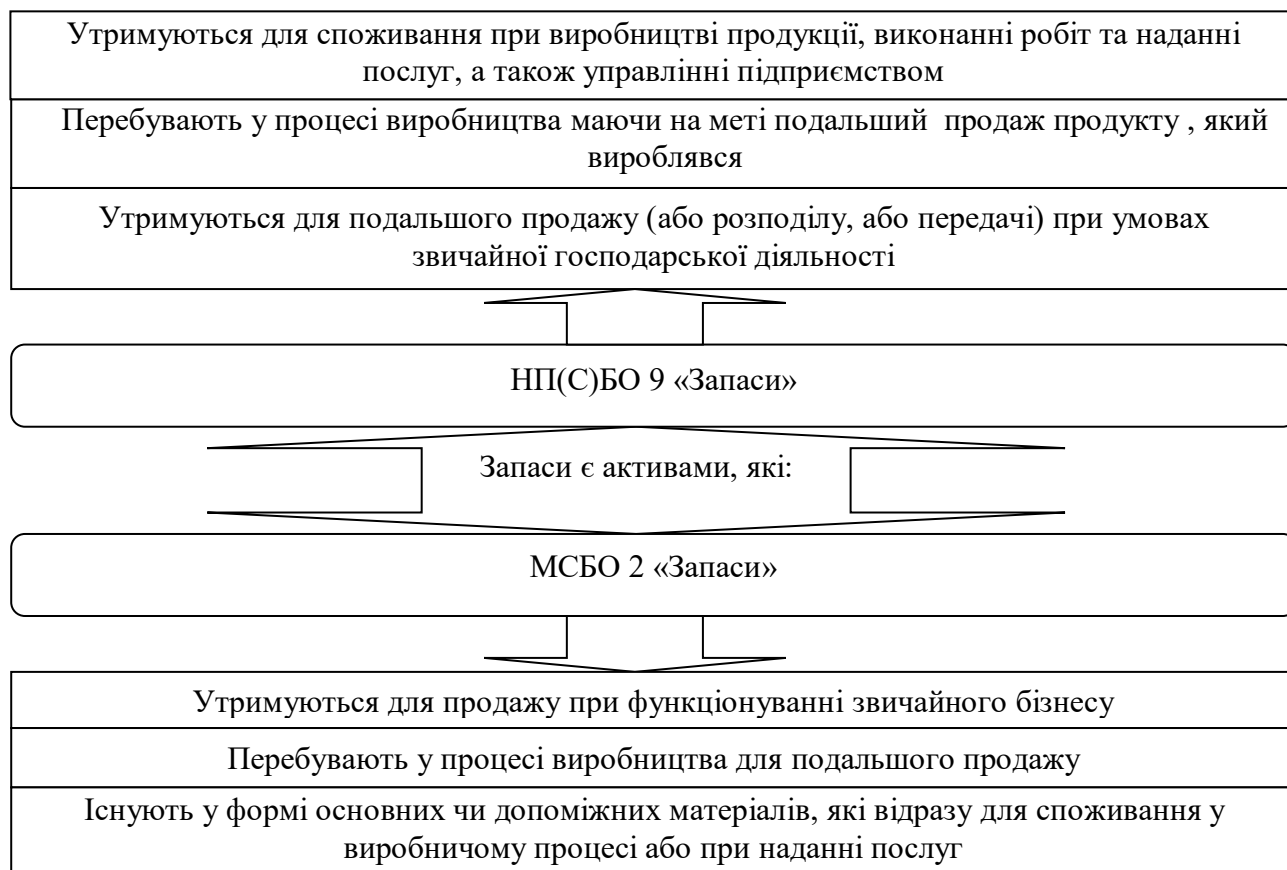 Утримуються для споживання при виробництві продукції, виконанні робіт та наданні
послуг, а також управлінні підприємством
Перебувають у процесі виробництва маючи на меті подальший продаж продукту , який
вироблявся
Утримуються для подальшого продажу (або розподілу, або передачі) при умовах
звичайної господарської діяльності
НП(С)БО 9 «Запаси»
Запаси є активами, які:
МСБО 2 «Запаси»
Утримуються для продажу при функціонуванні звичайного бізнесу
Перебувають у процесі виробництва для подальшого продажу
Існують у формі основних чи допоміжних матеріалів, які відразу для споживання у
виробничому процесі або при наданні послуг